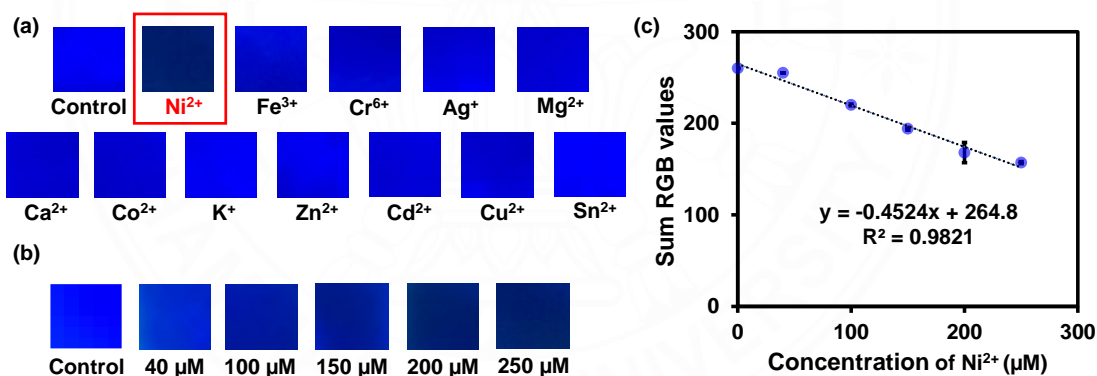 (a)
Control Ni²⁺ Fe³⁺ Cr⁶⁺ Ag⁺ Mg²⁺
Ca²⁺ Co²⁺ K⁺ Zn²⁺ Cd²⁺ Cu²⁺ Sn²⁺
(b)
Control 40 µM 100 µM 150 µM 200 µM 250 µM
(c)
Sum RGB values
300
200
100
0
y = -0.4524x + 264.8
R² = 0.9821
0 100 200 300
Concentration of Ni²⁺ (µM)